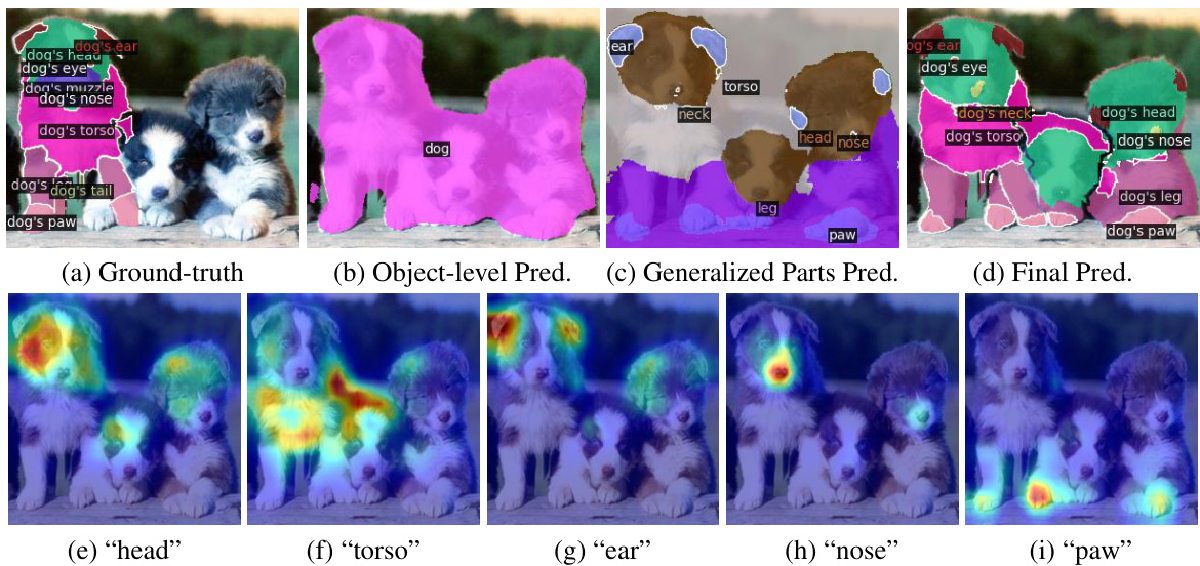 dog's ear
dog's head
dog's eye
dog's muzzle
dog's nose
dog's torso
dog's tail
dog's paw
dog
ear
torso
neck
head
nose
leg
paw
dog's ear
dog's eye
dog's head
dog's neck
dog's torso
dog's nose
dog's leg
dog's paw
(a) Ground-truth
(b) Object-level Pred.
(c) Generalized Parts Pred.
(d) Final Pred.
(e) “head”
(f) “torso”
(g) “ear”
(h) “nose”
(i) “paw”